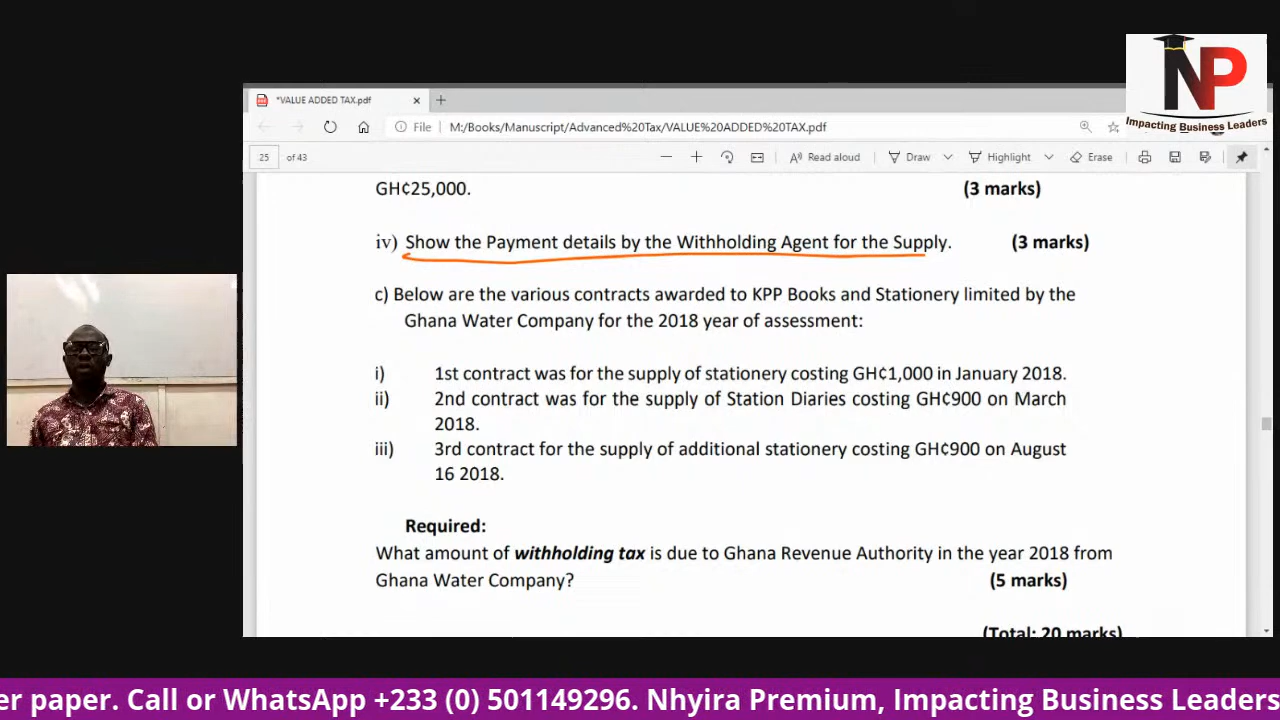 NP
Impacting Business Leaders
*VALUE ADDED TAX.pdf
File M:/Books/Manuscript/Advanced%20Tax/VALUE%20ADDED%20TAX.pdf
25 of 43 Read aloud Draw Highlight Erase
GH¢25,000. (3 marks)
iv) Show the Payment details by the Withholding Agent for the Supply. (3 marks)
c) Below are the various contracts awarded to KPP Books and Stationery limited by the
Ghana Water Company for the 2018 year of assessment:
i) 1st contract was for the supply of stationery costing GH¢1,000 in January 2018.
ii) 2nd contract was for the supply of Station Diaries costing GH¢900 on March
2018.
iii) 3rd contract for the supply of additional stationery costing GH¢900 on August
16 2018.
Required:
What amount of withholding tax is due to Ghana Revenue Authority in the year 2018 from
Ghana Water Company? (5 marks)
(Total: 20 marks)
er paper. Call or WhatsApp +233 (0) 501149296. Nhyira Premium, Impacting Business Leaders